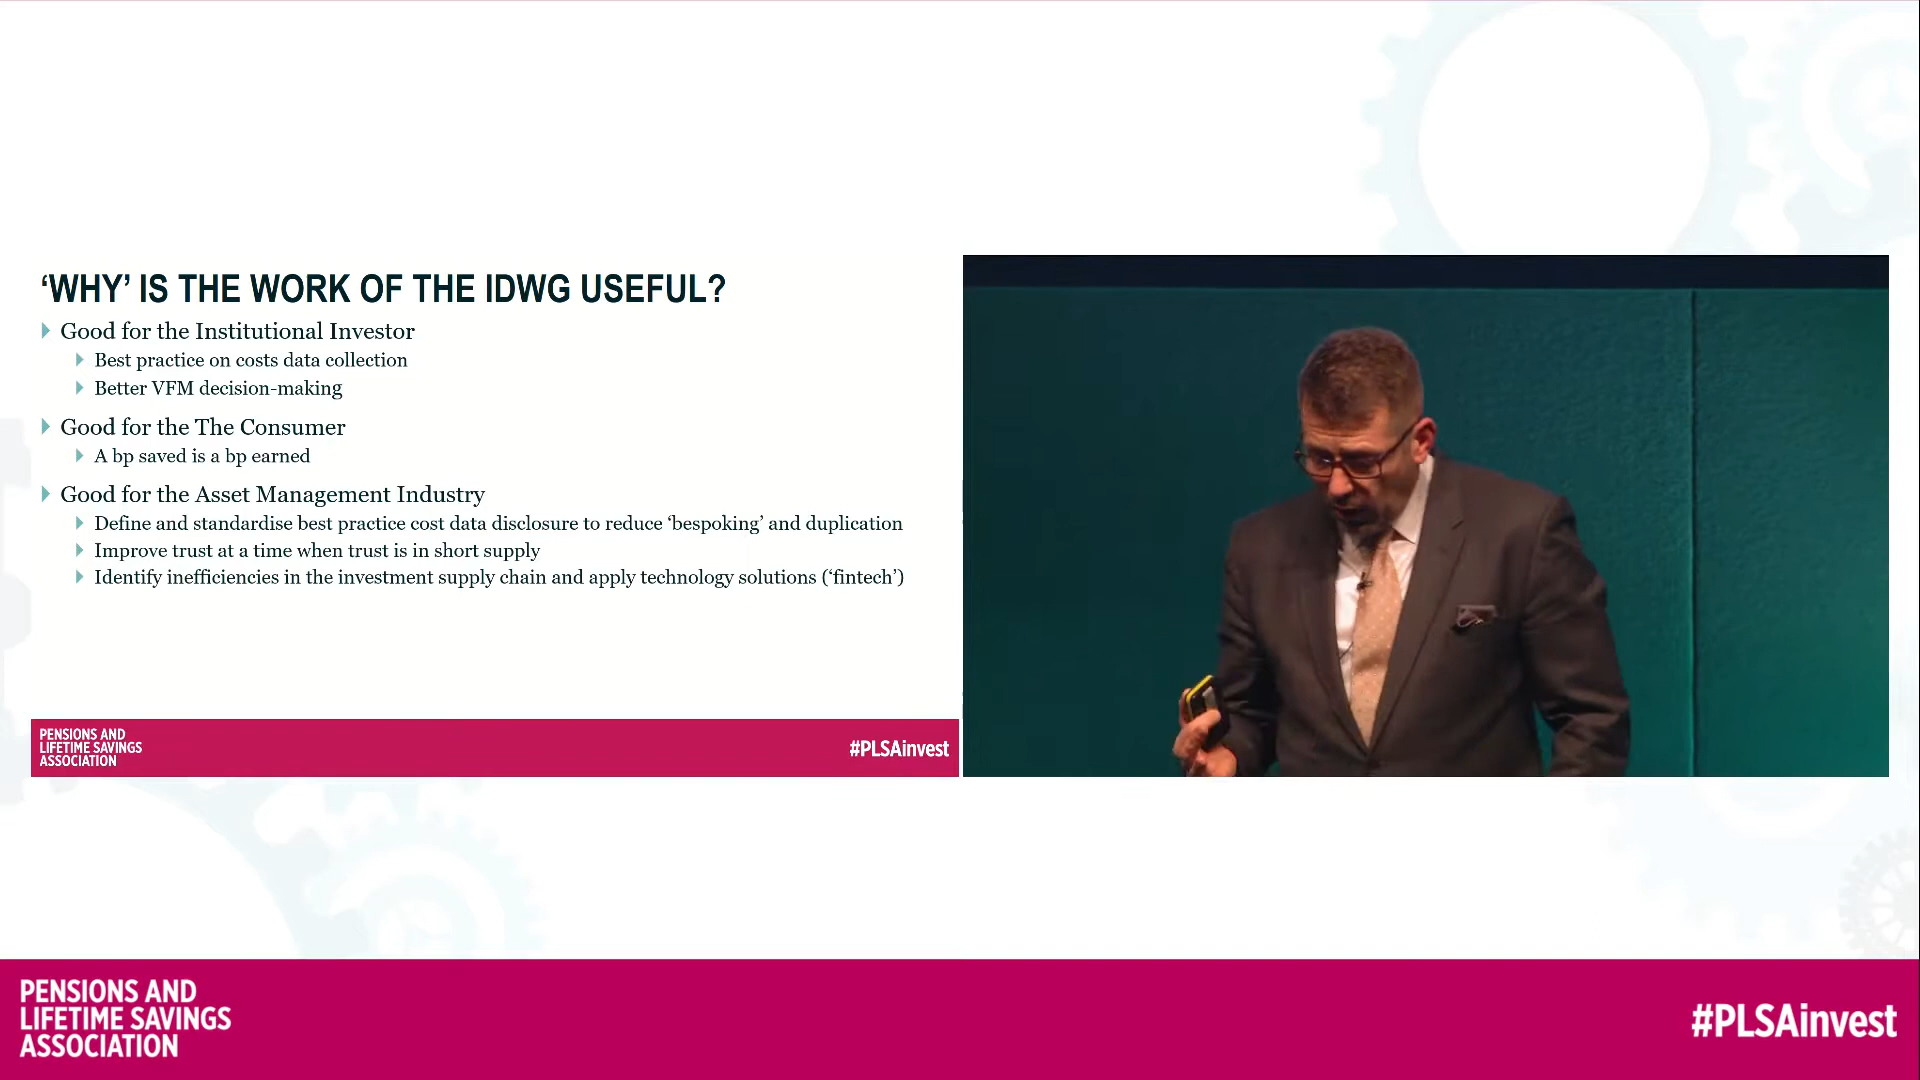 ‘WHY’ IS THE WORK OF THE IDWG USEFUL?
Good for the Institutional Investor
Best practice on costs data collection
Better VFM decision-making
Good for the The Consumer
A bp saved is a bp earned
Good for the Asset Management Industry
Define and standardise best practice cost data disclosure to reduce ‘bespoking’ and duplication
Improve trust at a time when trust is in short supply
Identify inefficiencies in the investment supply chain and apply technology solutions (‘fintech’)
PENSIONS AND
LIFETIME SAVINGS
ASSOCIATION
#PLSAinvest
PENSIONS AND
LIFETIME SAVINGS
ASSOCIATION
#PLSAinvest